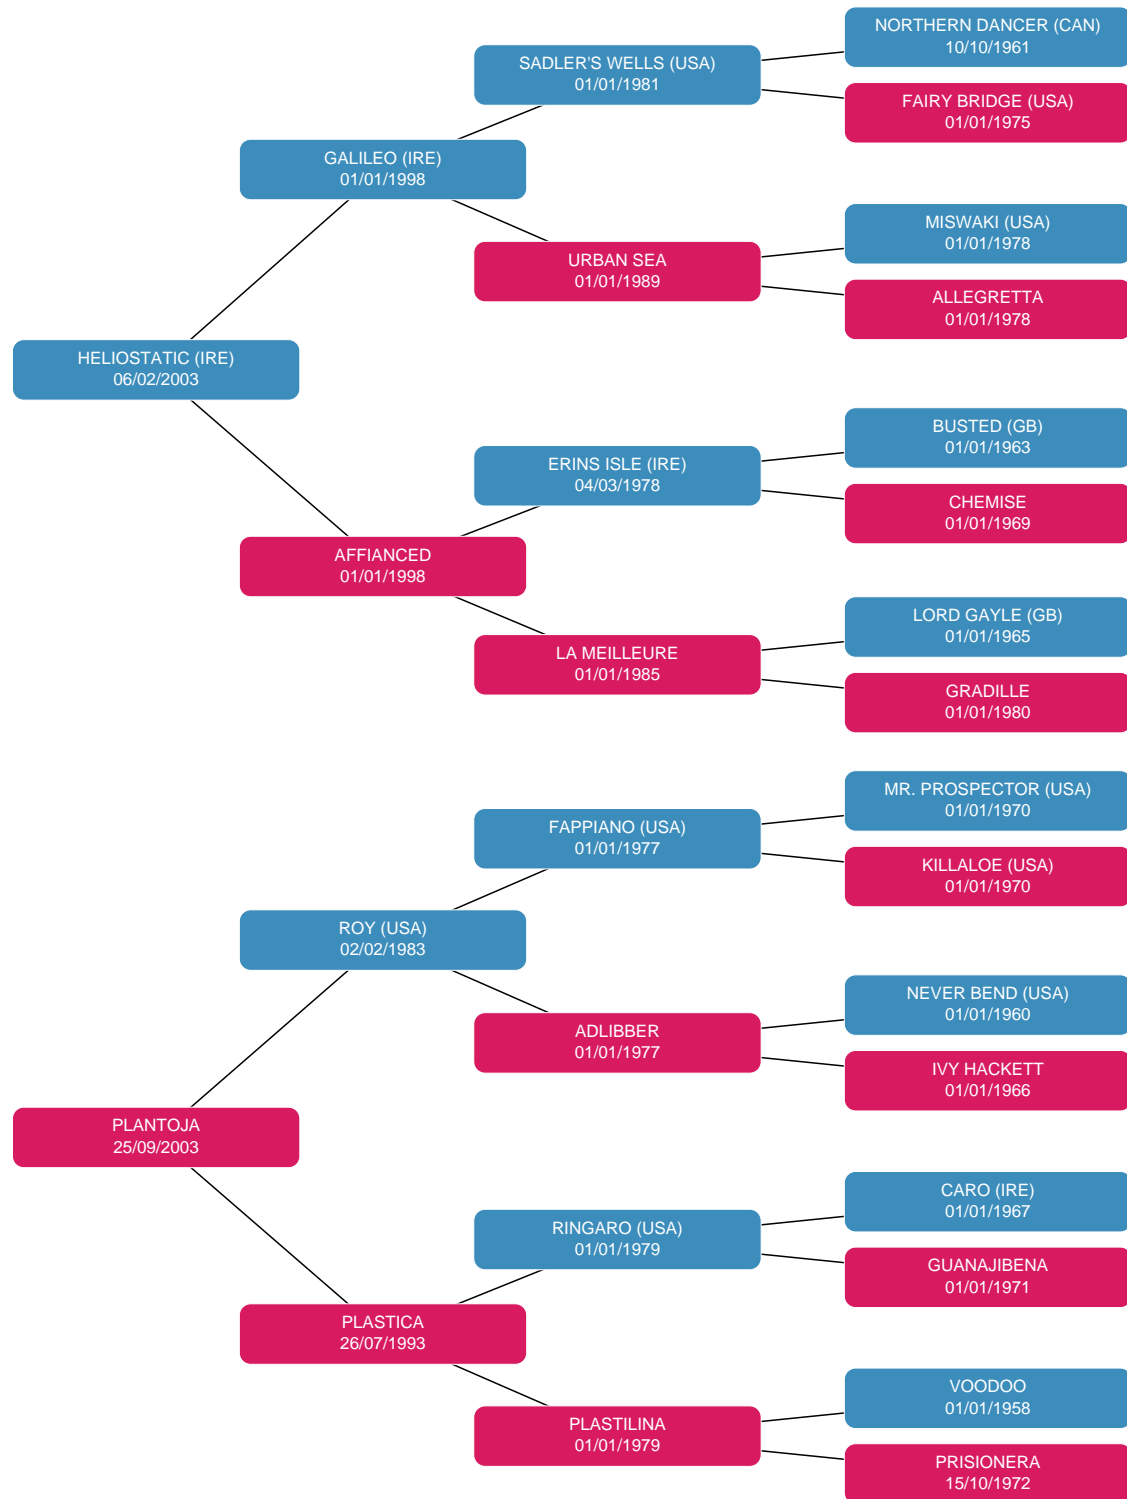 NORTHERN DANCER (CAN)
10/10/1961
SADLER'S WELLS (USA)
01/01/1981
FAIRY BRIDGE (USA)
01/01/1975
GALILEO (IRE)
01/01/1998
MISWAKI (USA)
01/01/1978
URBAN SEA
01/01/1989
ALLEGRETTA
01/01/1978
HELIOSTATIC (IRE)
06/02/2003
BUSTED (GB)
01/01/1963
ERINS ISLE (IRE)
04/03/1978
CHEMISE
01/01/1969
AFFIANCED
01/01/1998
LORD GAYLE (GB)
01/01/1965
LA MEILLEURE
01/01/1985
GRADILLE
01/01/1980
MR. PROSPECTOR (USA)
01/01/1970
FAPPIANO (USA)
01/01/1977
KILLALOE (USA)
01/01/1970
ROY (USA)
02/02/1983
NEVER BEND (USA)
01/01/1960
ADLIBBER
01/01/1977
IVY HACKETT
01/01/1966
PLANTOJA
25/09/2003
CARO (IRE)
01/01/1967
RINGARO (USA)
01/01/1979
GUANAJIBENA
01/01/1971
PLASTICA
26/07/1993
VOODOO
01/01/1958
PLASTILINA
01/01/1979
PRISIONERA
15/10/1972